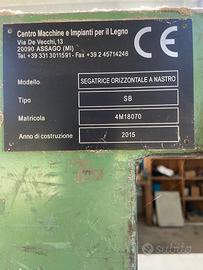 Centro Macchine e Impianti per il Legno
Via De Vecchi,13
20090 ASSAGO (MI)
Tel.+39 331 3011591 - Fax +39 2 45714246
CE
Modello SEGATRICE ORIZZONTALE A NASTRO
Tipo SB
Matricola 4M18070
Anno di costruzione 2015
subito